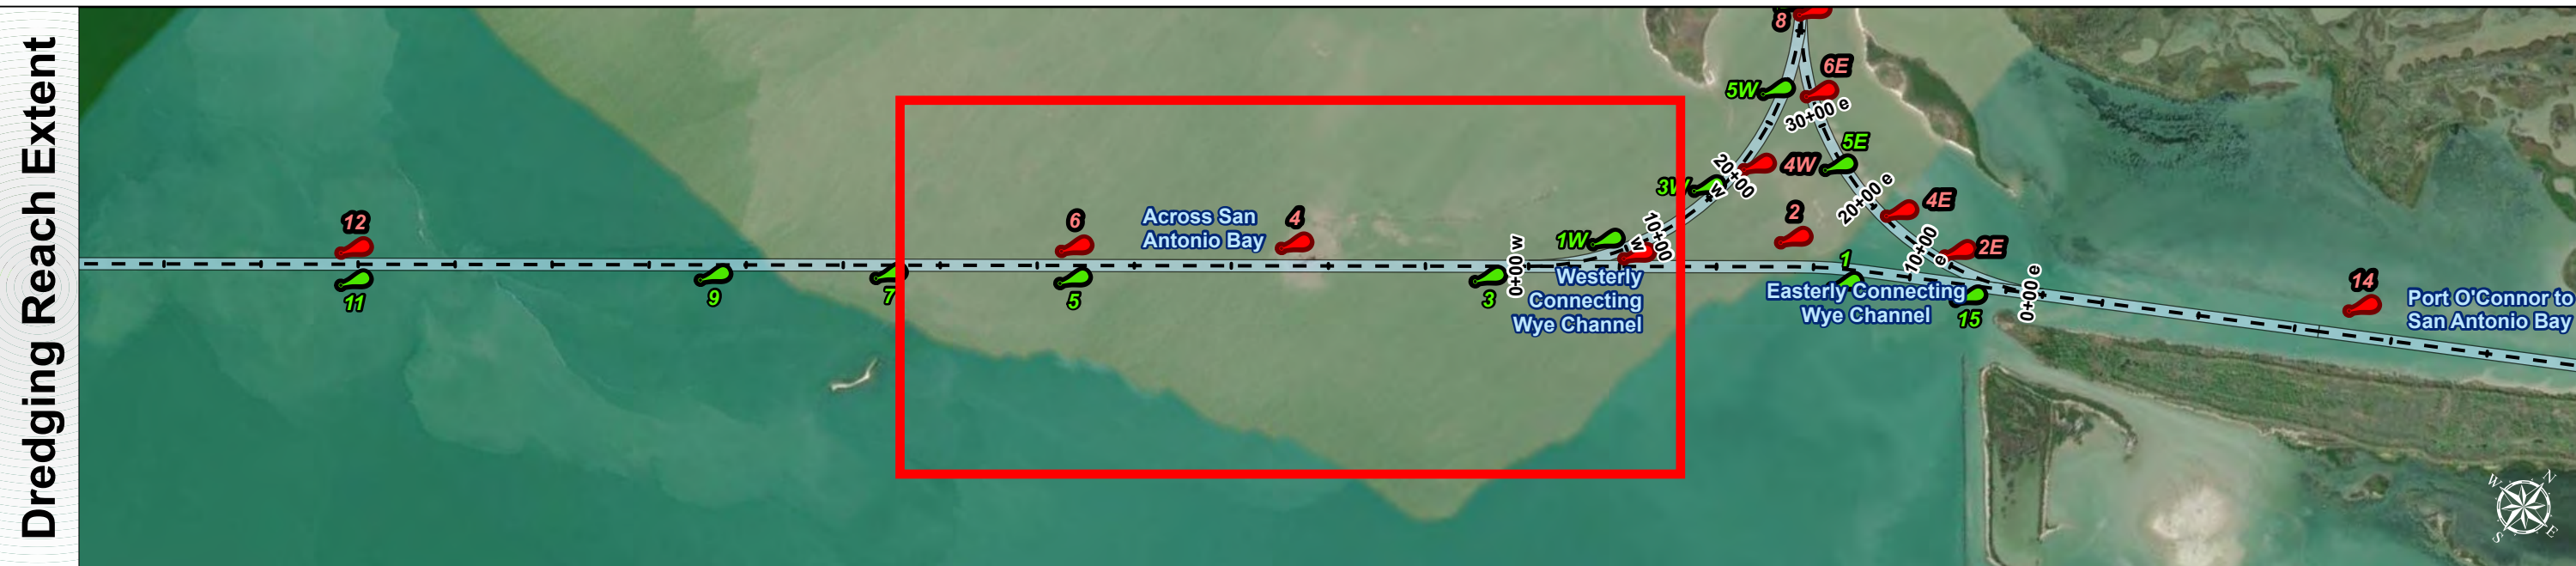 Dredging Reach Extent
8
6E
5W
30+00 e
5E
4W
20+00 w
3W
20+00 e
4E
12
6
Across San
Antonio Bay
4
2
1W
10+00 w
10+00 e
2E
1
0+00 w
0+00 e
11
9
7
5
3
Westerly
Connecting
Wye Channel
Easterly Connecting
Wye Channel
15
14
Port O'Connor to
San Antonio Bay
W
N
S
E